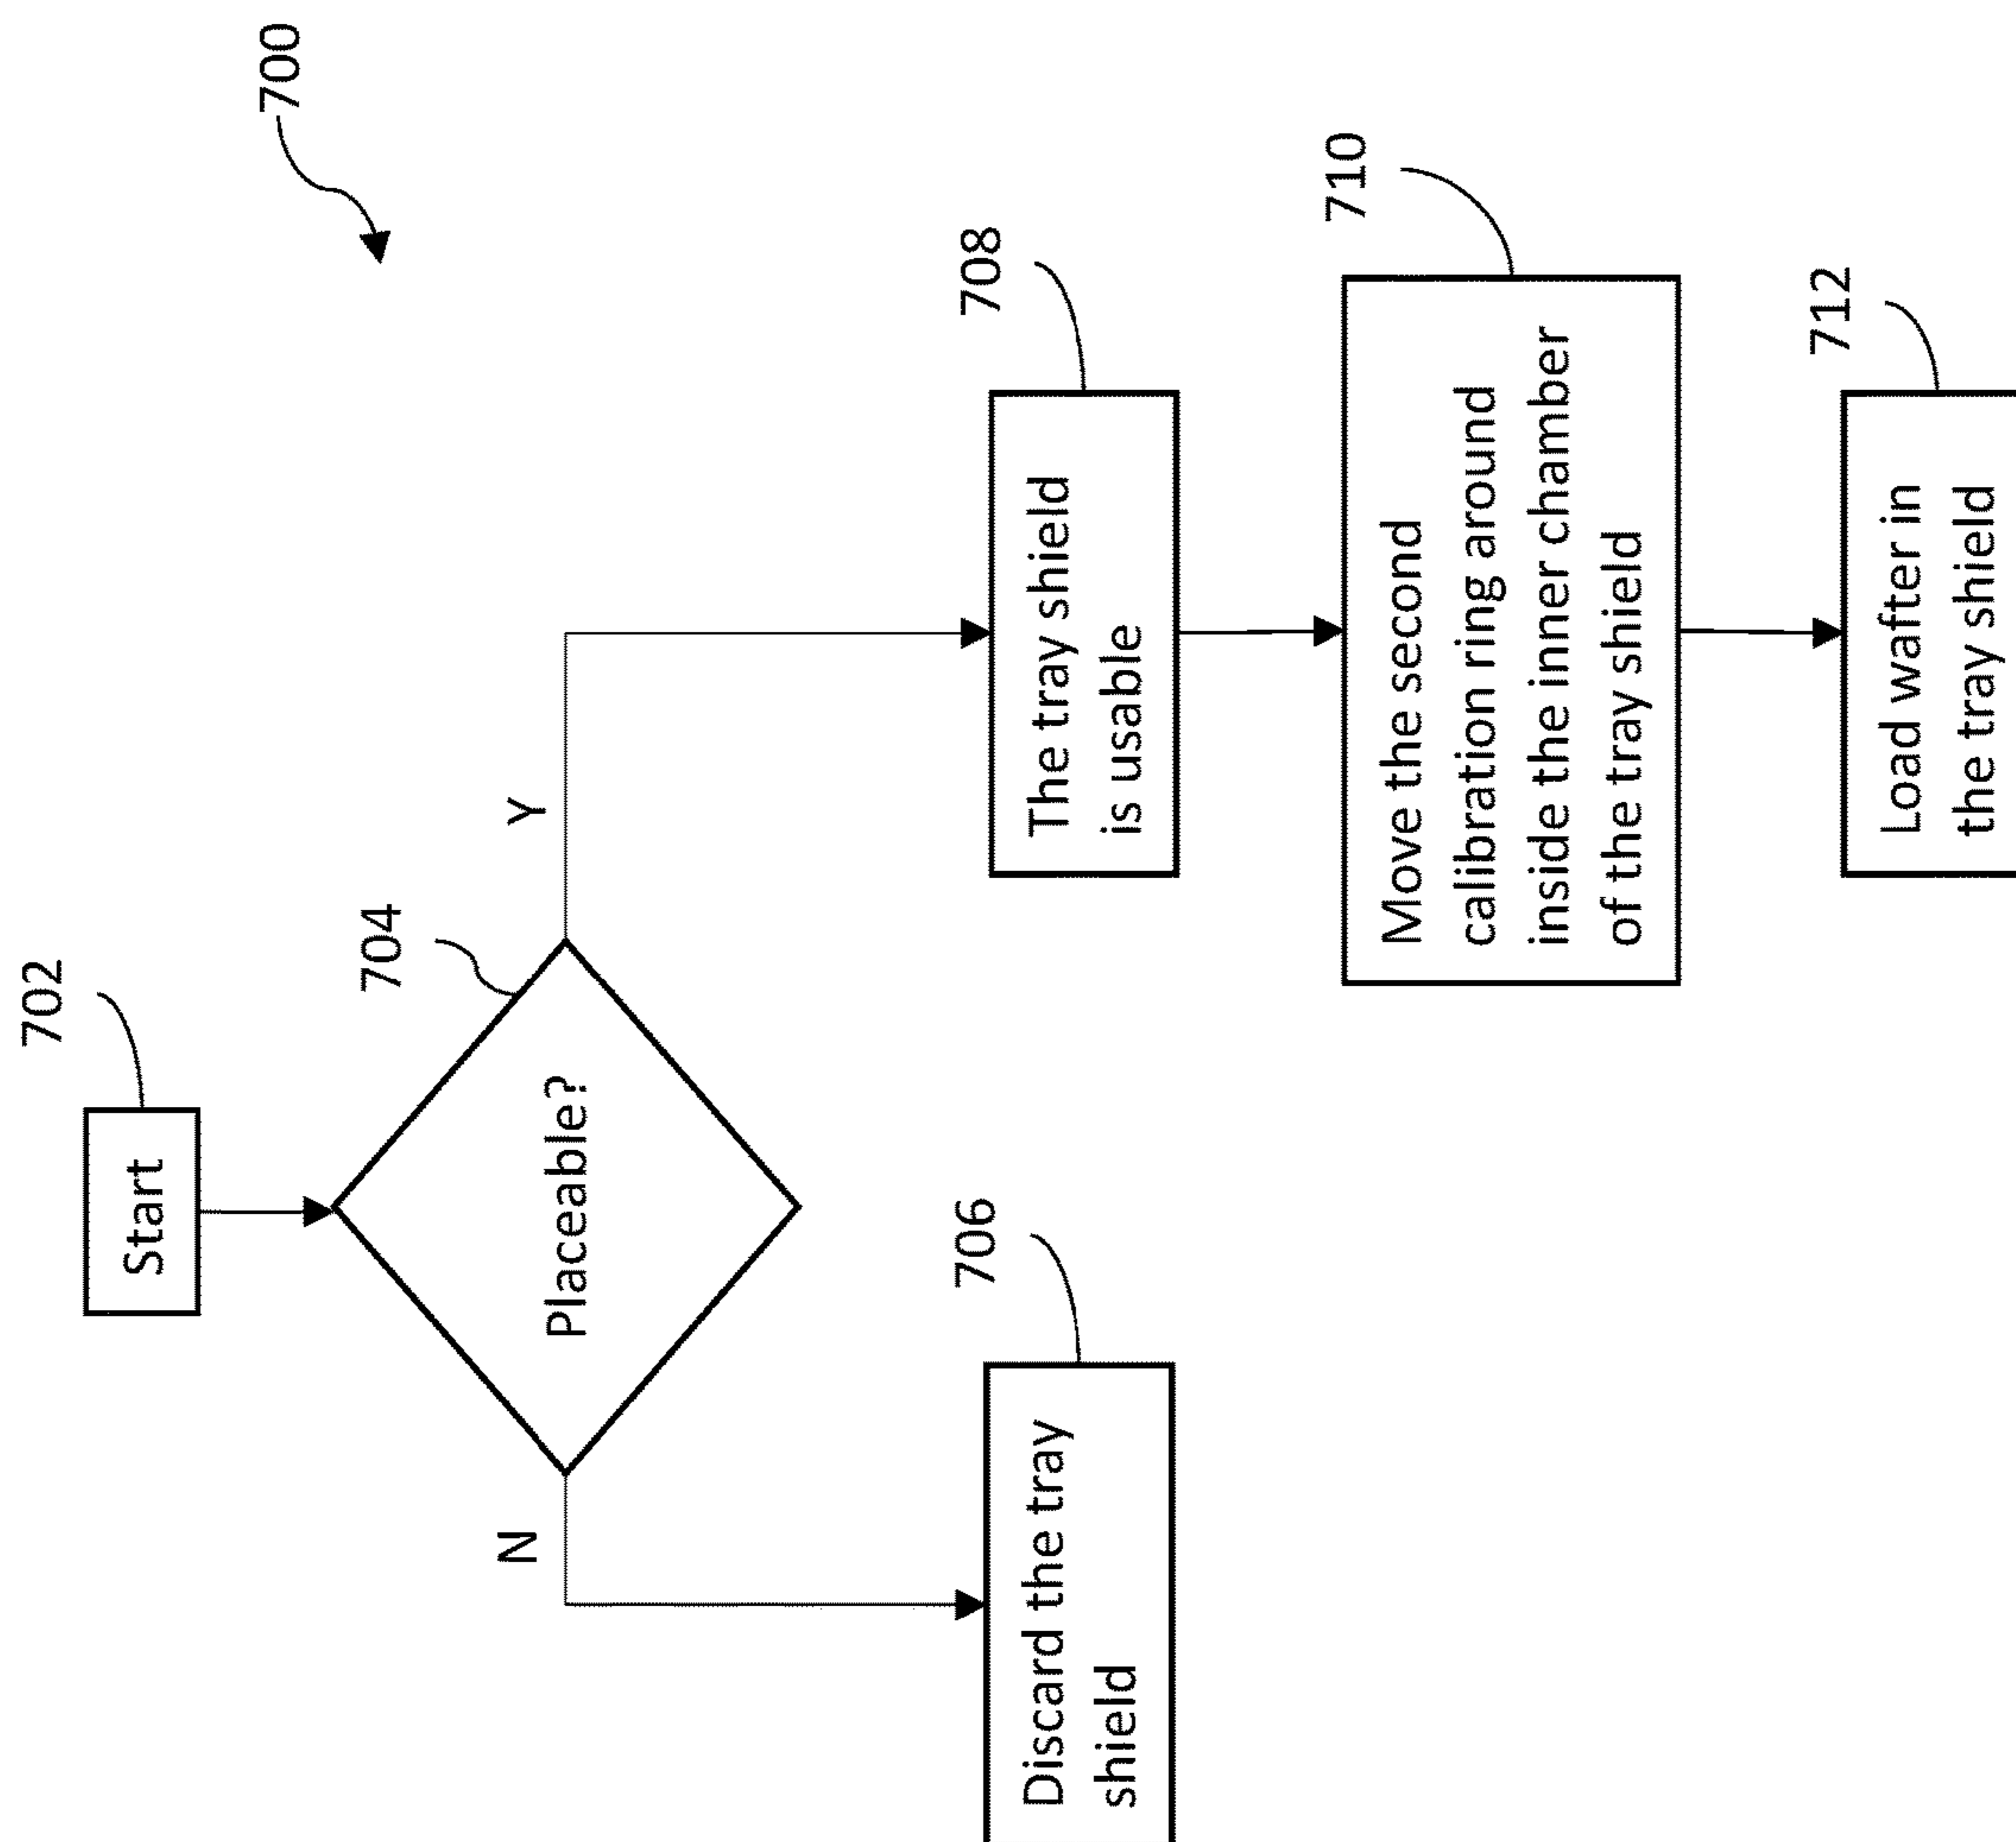 700
702
Start
704
Placeable?
N
Y
706
Discard the tray
shield
708
The tray shield
is usable
710
Move the second
calibration ring around
inside the inner chamber
of the tray shield
712
Load wafter in
the tray shield